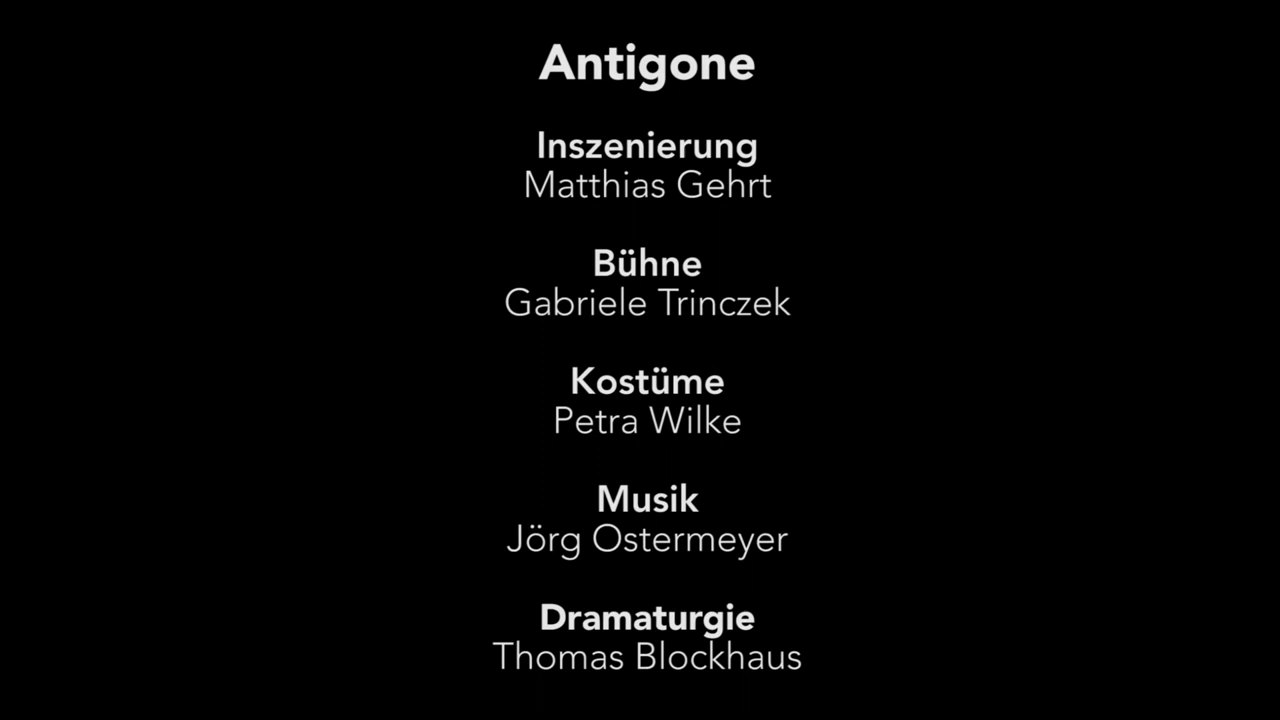 Antigone
Inszenierung
Matthias Gehrt
Bühne
Gabriele Trinczek
Kostüme
Petra Wilke
Musik
Jörg Ostermeyer
Dramaturgie
Thomas Blockhaus